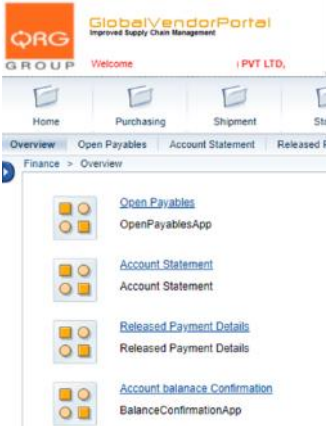 QRG
GROUP
GlobalVendorPortal
Improved Supply Chain Management
Welcome | PVT LTD,
Home Purchasing Shipment
Overview Open Payables Account Statement Released
Finance > Overview
Open Payables
OpenPayablesApp
Account Statement
Account Statement
Released Payment Details
Released Payment Details
Account balanace Confirmation
BalanceConfirmationApp